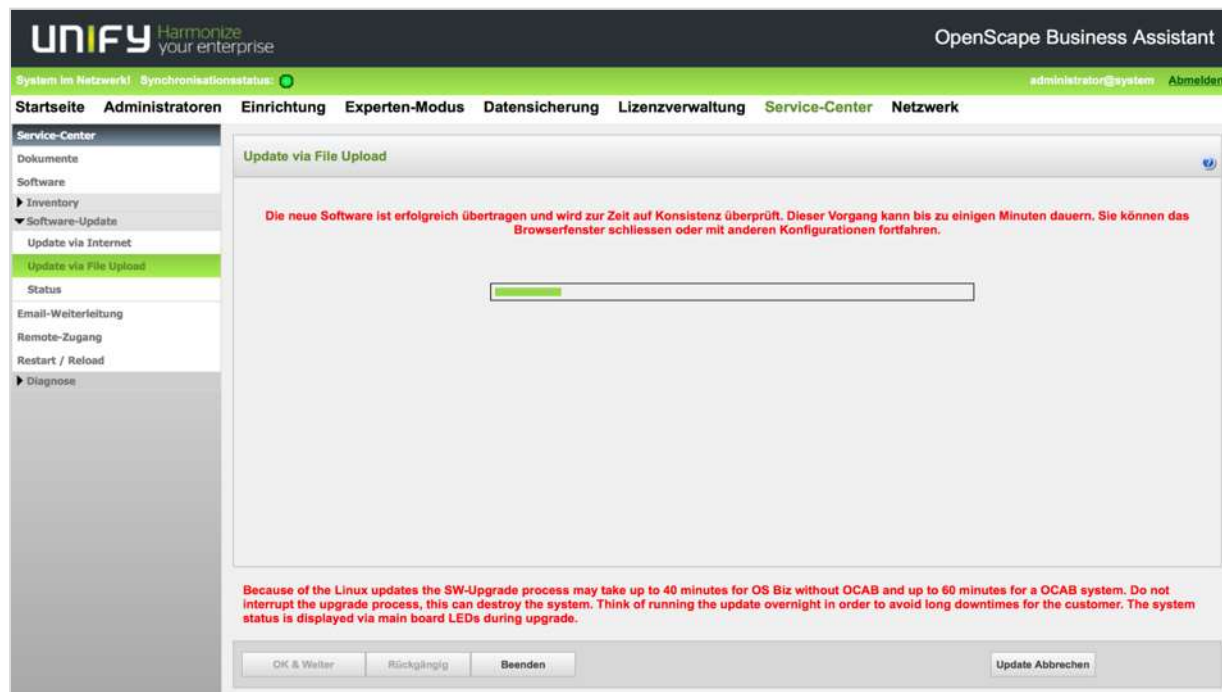 UNIFY Harmonize your enterprise
OpenScape Business Assistant
System im Netzwerk! Synchronisationsstatus:
administrator@system Abmelden
Startseite Administratoren Einrichtung Experten-Modus Datensicherung Lizenzverwaltung Service-Center Netzwerk
Service-Center
Dokumente
Software
Inventory
Software-Update
Update via Internet
Update via File Upload
Status
Email-Weiterleitung
Remote-Zugang
Restart / Reload
Diagnose
Update via File Upload
Die neue Software ist erfolgreich übertragen und wird zur Zeit auf Konsistenz überprüft. Dieser Vorgang kann bis zu einigen Minuten dauern. Sie können das
Browserfenster schliessen oder mit anderen Konfigurationen fortfahren.
Because of the Linux updates the SW-Upgrade process may take up to 40 minutes for OS Biz without OCAB and up to 60 minutes for a OCAB system. Do not
interrupt the upgrade process, this can destroy the system. Think of running the update overnight in order to avoid long downtimes for the customer. The system
status is displayed via main board LEDs during upgrade.
OK & Weiter Rückgängig Beenden Update Abbrechen